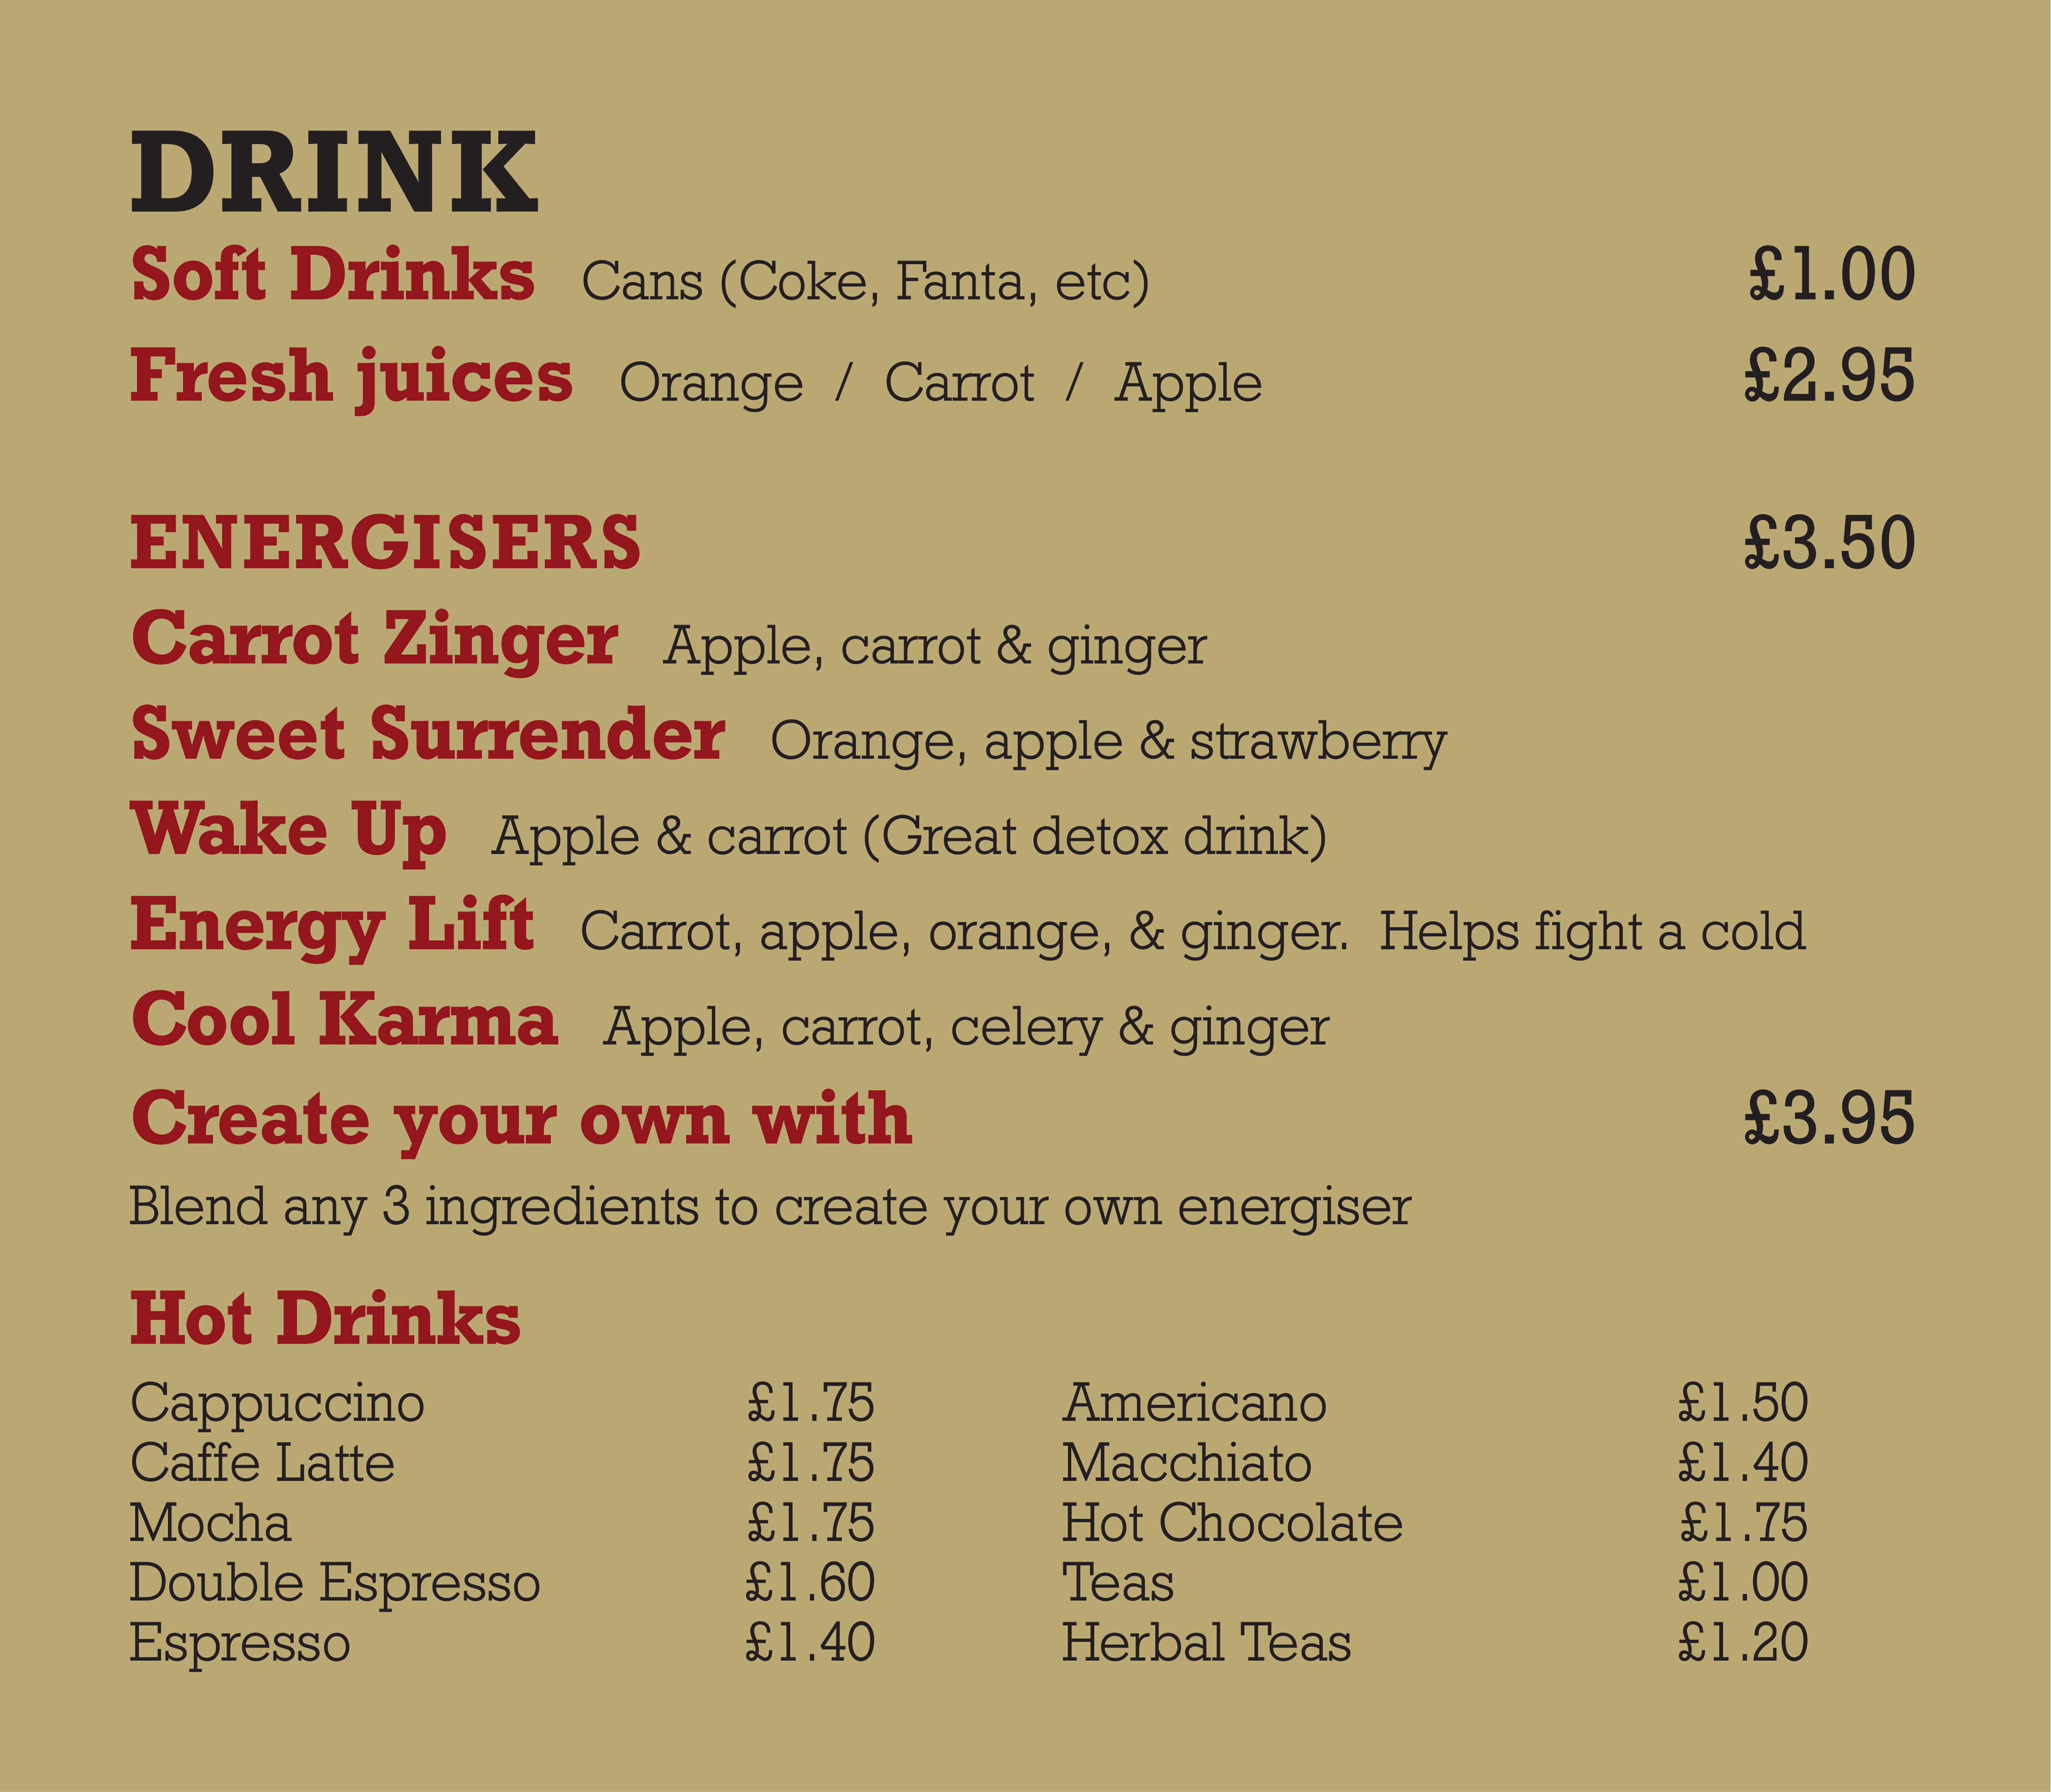 DRINK
Soft Drinks Cans (Coke, Fanta, etc) £1.00
Fresh juices Orange / Carrot / Apple £2.95
ENERGISERS £3.50
Carrot Zinger Apple, carrot & ginger
Sweet Surrender Orange, apple & strawberry
Wake Up Apple & carrot (Great detox drink)
Energy Lift Carrot, apple, orange, & ginger. Helps fight a cold
Cool Karma Apple, carrot, celery & ginger
Create your own with £3.95
Blend any 3 ingredients to create your own energiser
Hot Drinks
Cappuccino £1.75 Americano £1.50
Caffe Latte £1.75 Macchiato £1.40
Mocha £1.75 Hot Chocolate £1.75
Double Espresso £1.60 Teas £1.00
Espresso £1.40 Herbal Teas £1.20